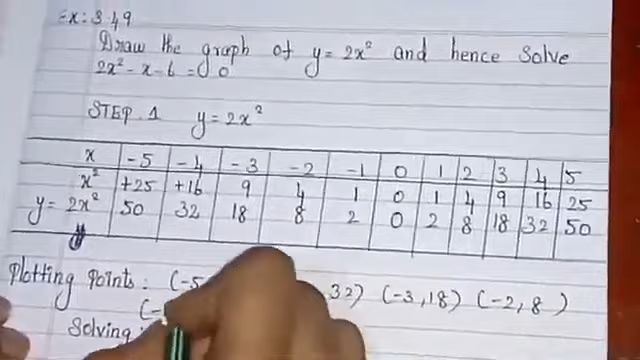 Ex: 3.49
Draw the graph of y = 2x² and hence solve
2x² - x - 6 = 0
STEP 1 y = 2x²
x -5 -4 -3 -2 -1 0 1 2 3 4 5
x² +25 +16 9 4 1 0 1 4 9 16 25
y = 2x² 50 32 18 8 2 0 2 8 18 32 50
y
Plotting Points : (-5 32) (-3, 18) (-2, 8)
(-
Solving :